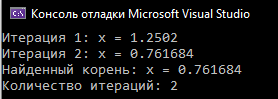 Консоль отладки Microsoft Visual Studio
Итерация 1: x = 1.2502
Итерация 2: x = 0.761684
Найденный корень: x = 0.761684
Количество итераций: 2